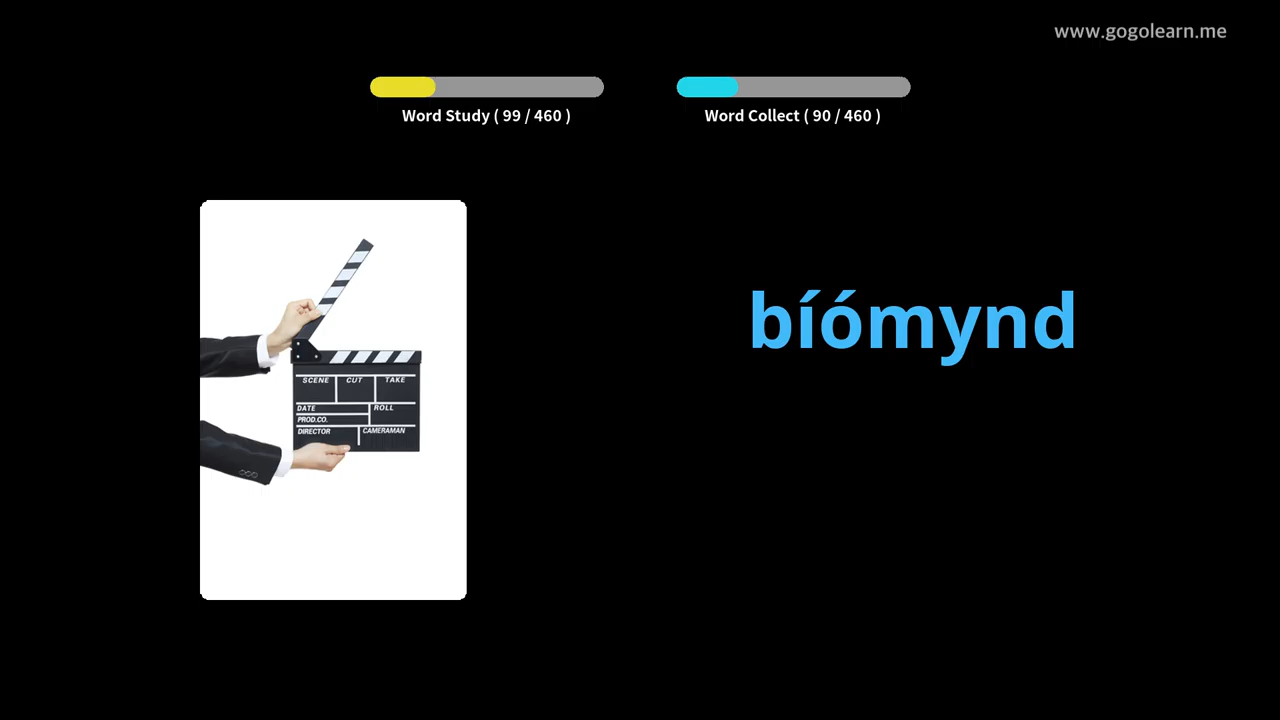 www.gogolearn.me
Word Study ( 99 / 460 )
Word Collect ( 90 / 460 )
bíómynd
SCENE CUT TAKE
DATE ROLL
PROD.CO.
DIRECTOR CAMERAMAN